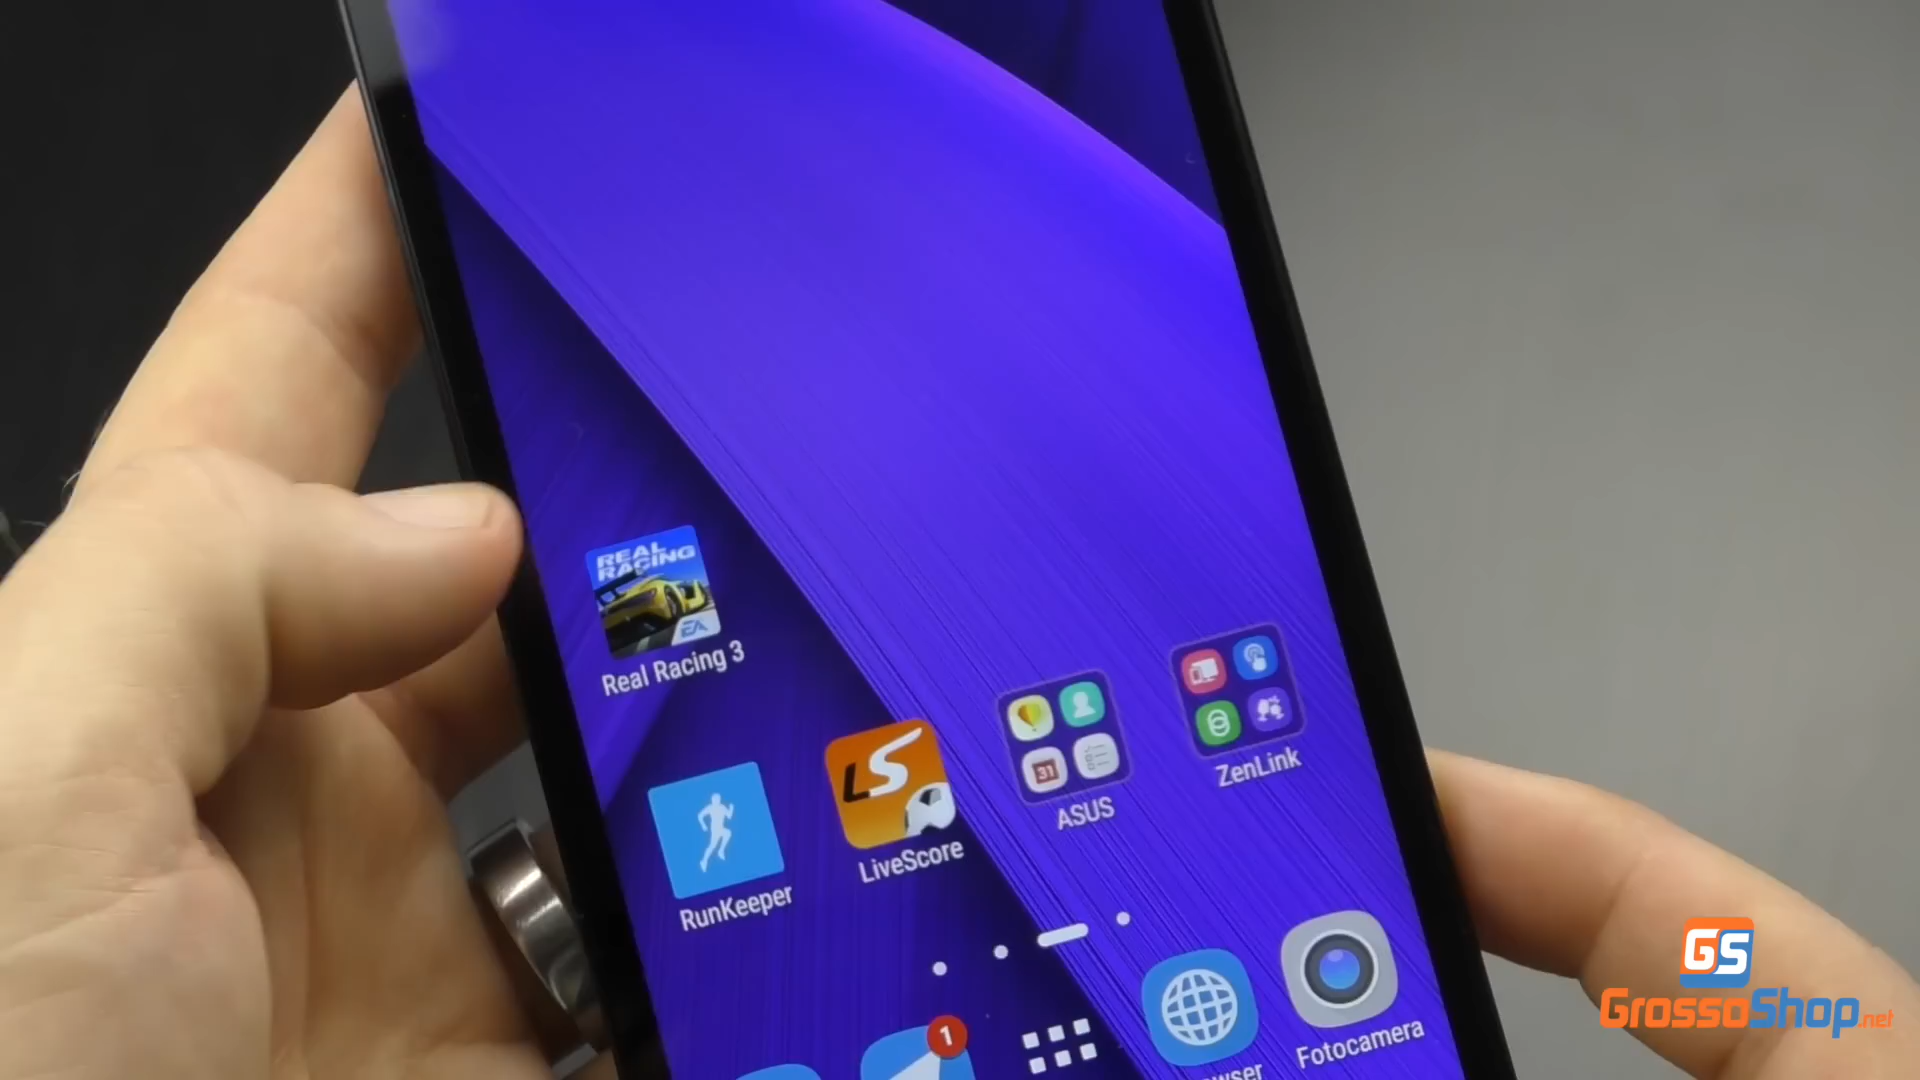 REAL
RACING
EA
Real Racing 3
LS
31
ZenLink
ASUS
LiveScore
RunKeeper
1
Fotocamera
GS
GrossoShop.net